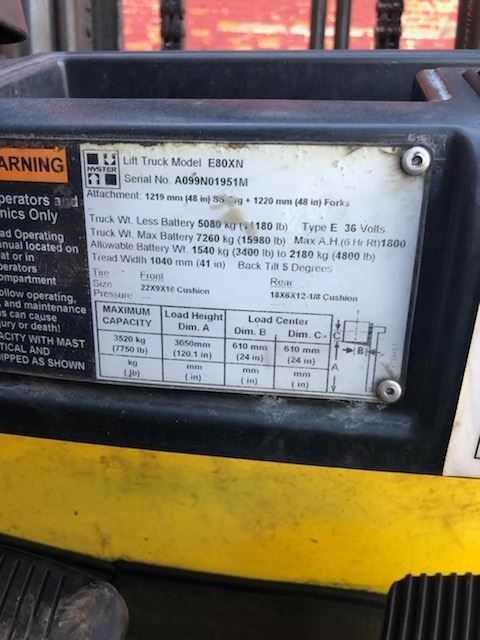 ARNING
perators and
nics Only
ad Operating
nual located on
at or in
perators
ompartment
ollow operating,
and maintenance
s can cause
ury or death!
ACITY WITH MAST
TICAL AND
IPPED AS SHOWN
HYSTER
Lift Truck Model E80XN
Serial No. A099N01951M
Attachment: 1219 mm (48 in) SS + 1220 mm (48 in) Forks
Truck Wt. Less Battery 5080 kg (11180 lb) Type E 36 Volts
Truck Wt. Max Battery 7260 kg (15980 lb) Max A.H.(6 Hr Rt)1800
Allowable Battery Wt. 1540 kg (3400 lb) to 2180 kg (4800 lb)
Tread Width 1040 mm (41 in) Back Tilt 5 Degrees
Tire Front Rear
Size 22X9X16 Cushion 18X6X12-1/8 Cushion
Pressure
MAXIMUM CAPACITY Load Height Dim. A Load Center Dim. B Dim. C
3520 kg 3050mm 610 mm 610 mm
(7750 lb) (120.1 in) (24 in) (24 in)
kg mm mm mm
(lb) (in) (in) (in)
C
B
A